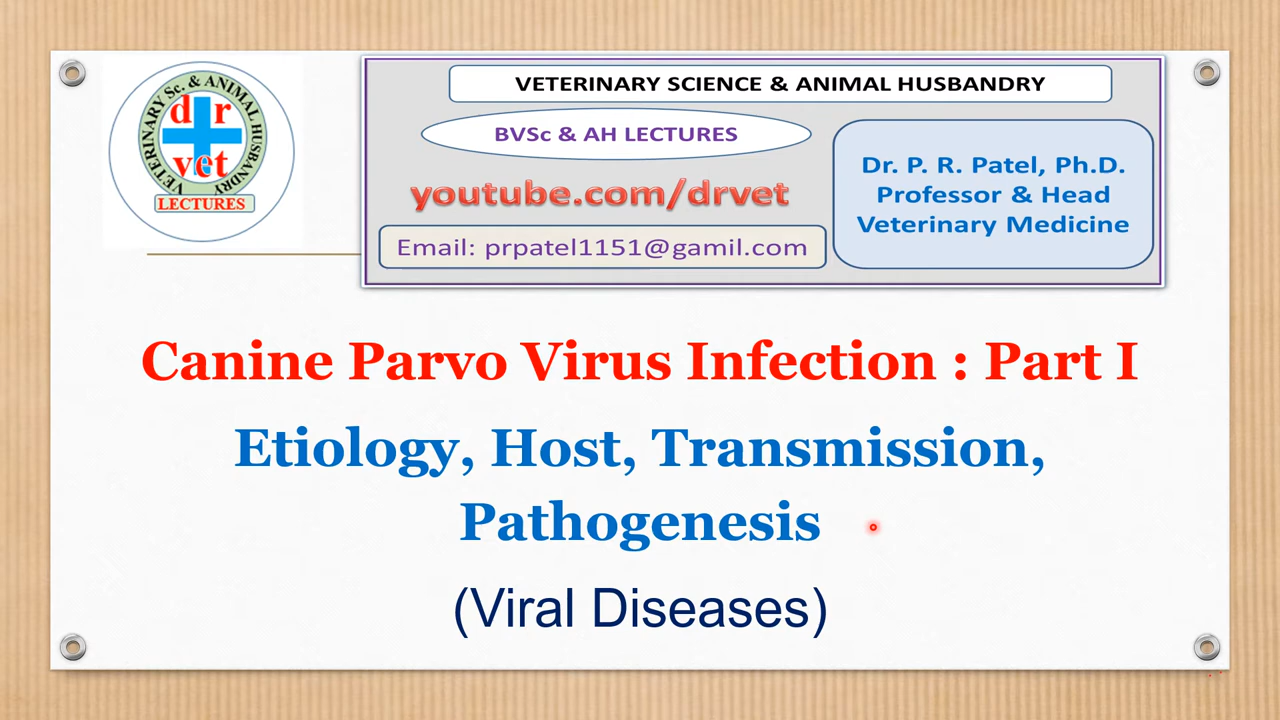 VETERINARY Sc. & ANIMAL HUSBANDRY
dr
vet
LECTURES
VETERINARY SCIENCE & ANIMAL HUSBANDRY
BVSc & AH LECTURES
youtube.com/drvet
Email: prpatel1151@gamil.com
Dr. P. R. Patel, Ph.D.
Professor & Head
Veterinary Medicine
Canine Parvo Virus Infection : Part I
Etiology, Host, Transmission,
Pathogenesis
(Viral Diseases)